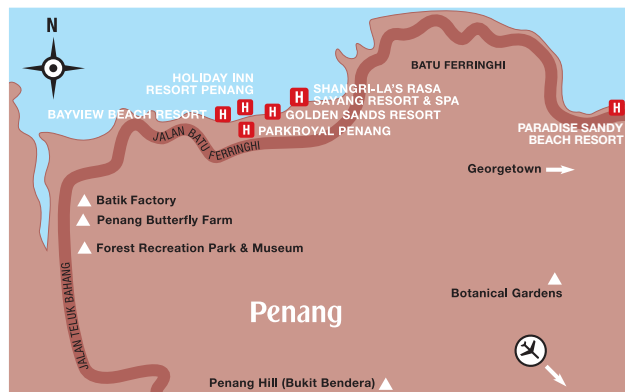 N
BATU FERRINGHI
HOLIDAY INN
RESORT PENANG
H
H
SHANGRI-LA'S RASA
SAYANG RESORT & SPA
BAYVIEW BEACH RESORT
H
H
GOLDEN SANDS RESORT
H
PARKROYAL PENANG
H
PARADISE SANDY
BEACH RESORT
JALAN BATU
FERRINGHI
Georgetown
Batik Factory
Penang Butterfly Farm
Forest Recreation Park & Museum
JALAN TELUK BAHANG
Botanical Gardens
Penang
Penang Hill (Bukit Bendera)